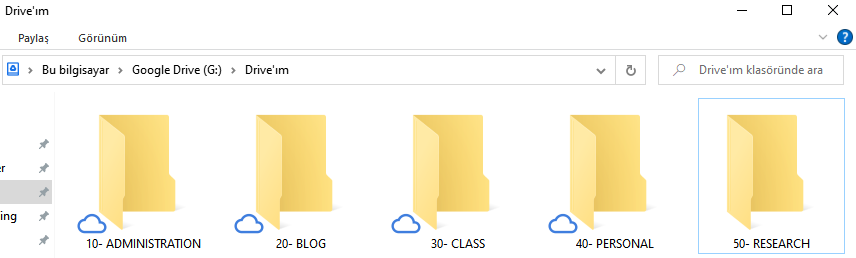 Drive'ım
Paylaş Görünüm
Bu bilgisayar Google Drive (G:) Drive'ım Drive'ım klasöründe ara
er
ing
10- ADMINISTRATION 20- BLOG 30- CLASS 40- PERSONAL 50- RESEARCH